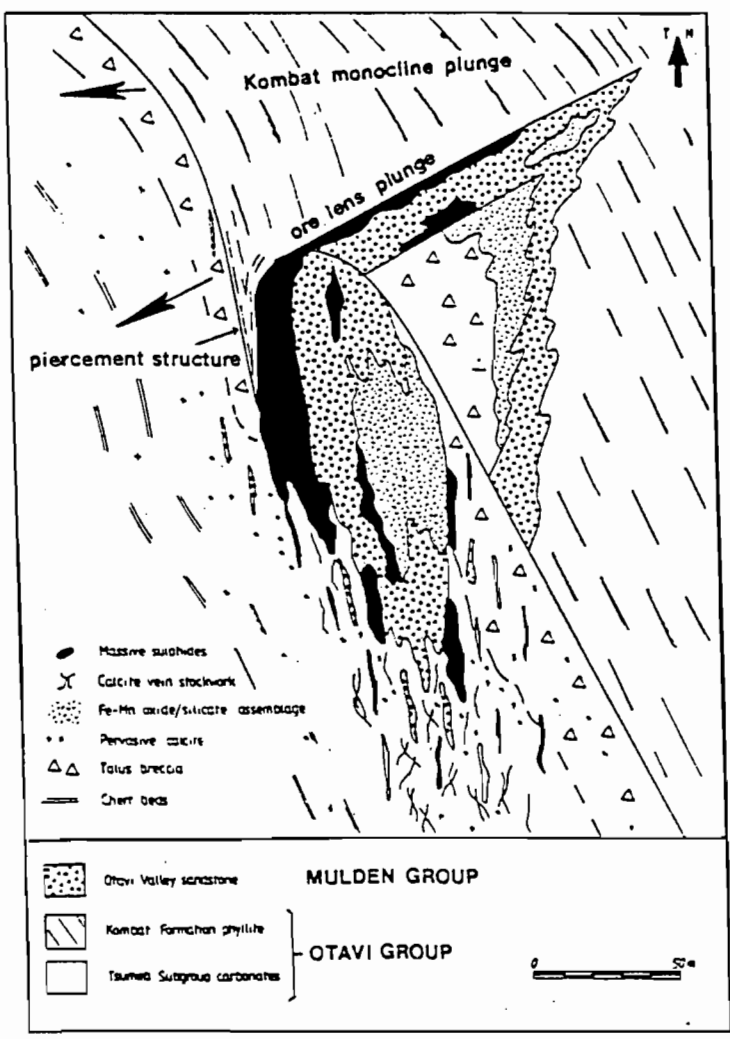 T N
Kombat monocline plunge
ore lens plunge
piercement structure
Massive sulphides
Calcite vein stockwork
Fe-Mn oxide/silicate assemblage
Pervasive calcite
Talus breccia
Chert beds
Otavi Valley sandstone
MULDEN GROUP
Kombat Formation phyllite
OTAVI GROUP
Tsumeb Subgroup carbonates
0 50 m